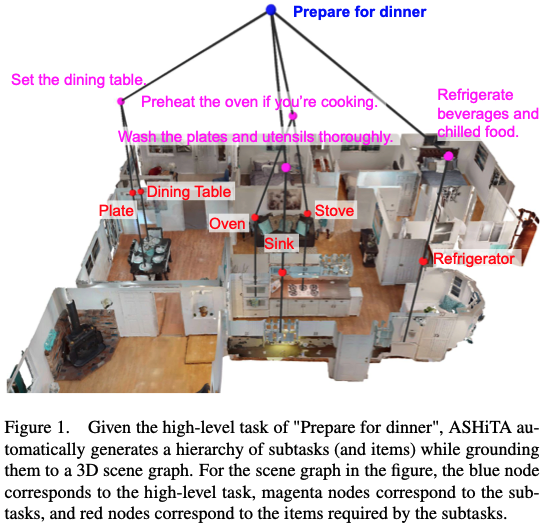 Prepare for dinner
Set the dining table.
Preheat the oven if you're cooking.
Refrigerate
beverages and
chilled food.
Wash the plates and utensils thoroughly.
Dining Table
Plate
Oven
Stove
Sink
Refrigerator
Figure 1. Given the high-level task of "Prepare for dinner", ASHiTA au-
tomatically generates a hierarchy of subtasks (and items) while grounding
them to a 3D scene graph. For the scene graph in the figure, the blue node
corresponds to the high-level task, magenta nodes correspond to the sub-
tasks, and red nodes correspond to the items required by the subtasks.